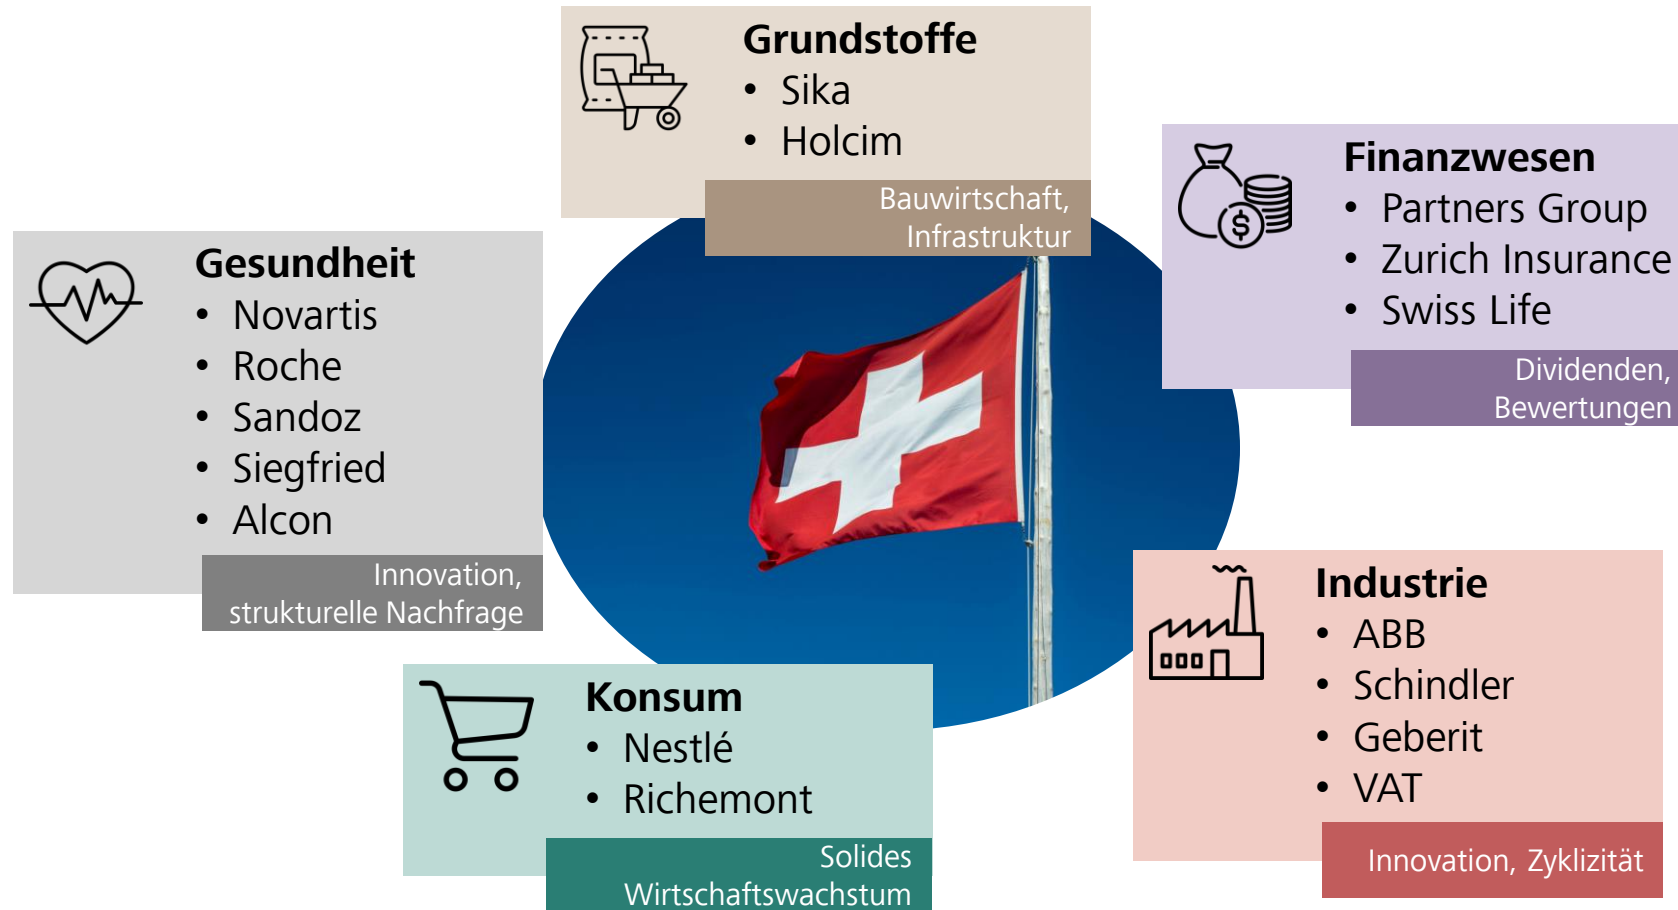 Grundstoffe
• Sika
• Holcim
Bauwirtschaft,
Infrastruktur
Finanzwesen
• Partners Group
• Zurich Insurance
• Swiss Life
Dividenden,
Bewertungen
Gesundheit
• Novartis
• Roche
• Sandoz
• Siegfried
• Alcon
Innovation,
strukturelle Nachfrage
Industrie
• ABB
• Schindler
• Geberit
• VAT
Innovation, Zyklizität
Konsum
• Nestlé
• Richemont
Solides
Wirtschaftswachstum